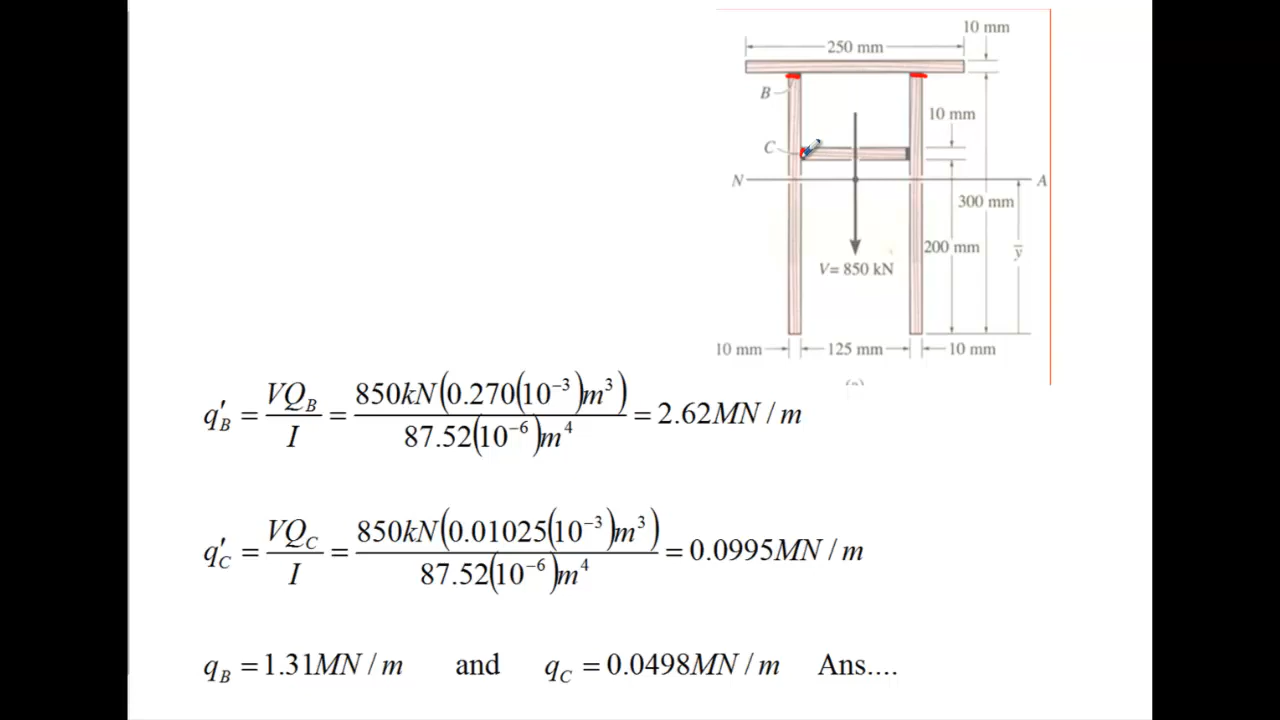 10 mm
250 mm
B
10 mm
C
N
A
300 mm
200 mm
y̅
V= 850 kN
10 mm
125 mm
10 mm
q′_B = VQ_B / I = 850kN(0.270(10^−3)m^3) / 87.52(10^−6)m^4 = 2.62MN / m
q′_C = VQ_C / I = 850kN(0.01025(10^−3)m^3) / 87.52(10^−6)m^4 = 0.0995MN / m
q_B = 1.31MN / m and q_C = 0.0498MN / m Ans....